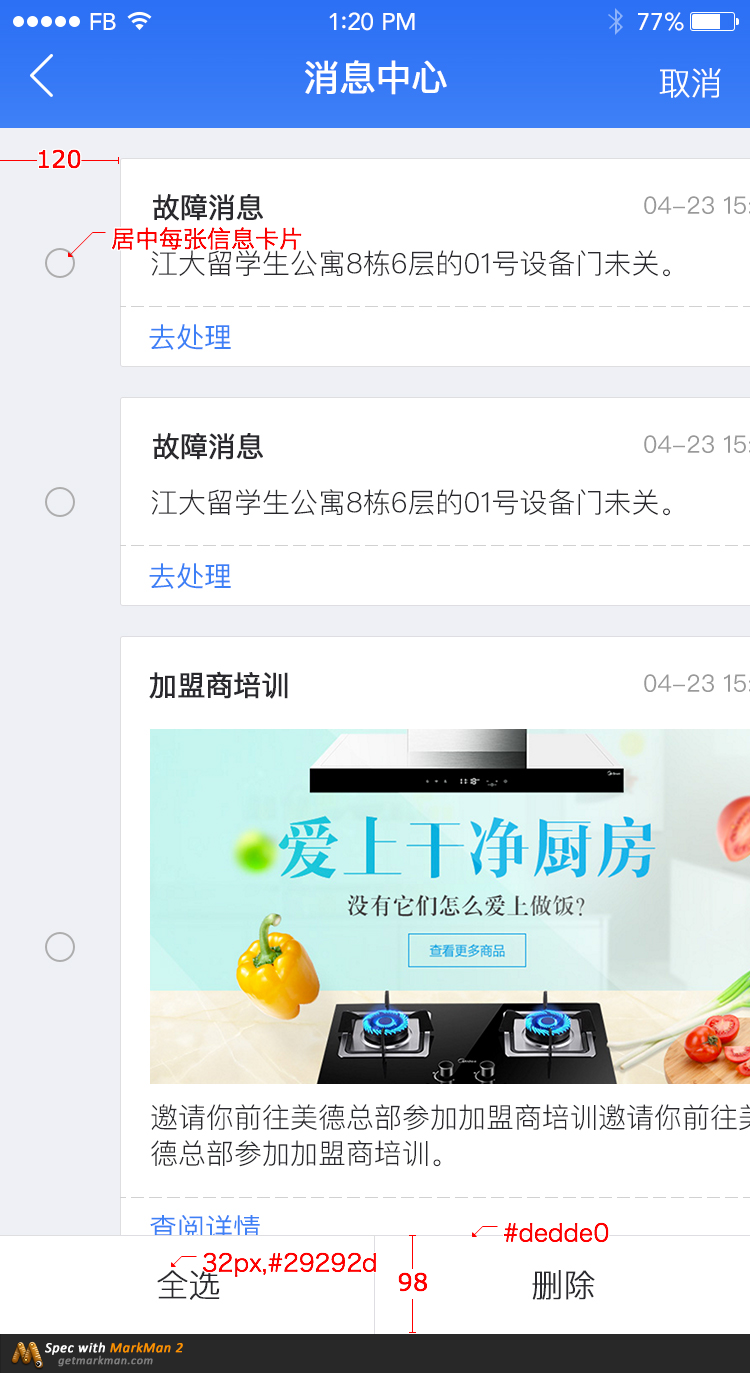 FB 1:20 PM 77%
消息中心
取消
120
故障消息 04-23 15:
居中每张信息卡片
江大留学生公寓8栋6层的01号设备门未关。
去处理
故障消息 04-23 15:
江大留学生公寓8栋6层的01号设备门未关。
去处理
加盟商培训 04-23 15:
爱上干净厨房
没有它们怎么爱上做饭?
查看更多商品
邀请你前往美德总部参加加盟商培训邀请你前往美
德总部参加加盟商培训。
查阅详情
#dedde0
32px,#29292d
98
全选
删除
Spec with MarkMan 2
getmarkman.com